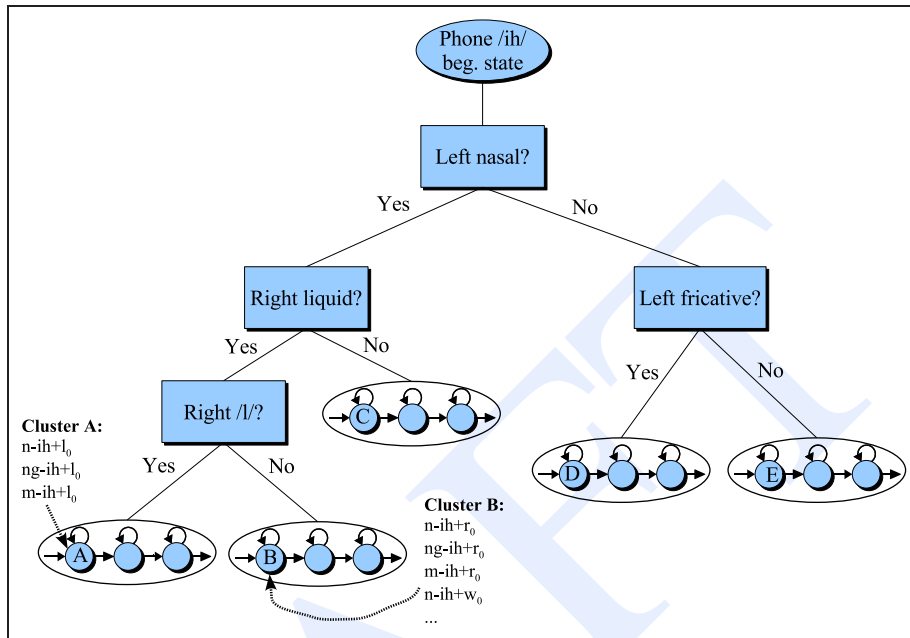 Phone /ih/
beg. state
Left nasal?
Yes
No
Right liquid?
Left fricative?
Yes
No
Yes
No
Right /l/?
C
Cluster A:
n-ih+l₀
ng-ih+l₀
m-ih+l₀
Yes
No
D
E
Cluster B:
n-ih+r₀
ng-ih+r₀
m-ih+r₀
n-ih+w₀
...
A
B